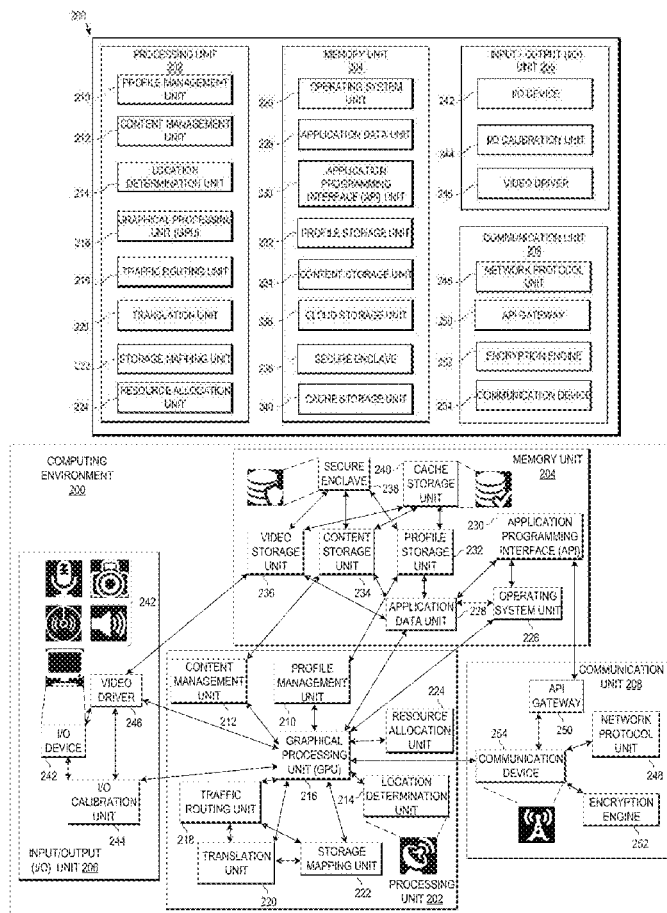 200
PROCESSING UNIT
202
210
PROFILE MANAGEMENT
UNIT
212
CONTENT MANAGEMENT
UNIT
214
LOCATION
DETERMINATION UNIT
216
GRAPHICAL PROCESSING
UNIT (GPU)
218
TRAFFIC ROUTING UNIT
220
TRANSLATION UNIT
222
STORAGE MAPPING UNIT
224
RESOURCE ALLOCATION
UNIT
MEMORY UNIT
204
226
OPERATING SYSTEM
UNIT
228
APPLICATION DATA UNIT
230
APPLICATION
PROGRAMMING
INTERFACE (API) UNIT
232
PROFILE STORAGE UNIT
234
CONTENT STORAGE UNIT
236
CLOUD STORAGE UNIT
238
SECURE ENCLAVE
240
CACHE STORAGE UNIT
INPUT / OUTPUT (I/O)
UNIT
206
242
I/O DEVICE
244
I/O CALIBRATION UNIT
246
VIDEO DRIVER
COMMUNICATION UNIT
208
248
NETWORK PROTOCOL
UNIT
250
API GATEWAY
252
ENCRYPTION ENGINE
254
COMMUNICATION DEVICE
COMPUTING
ENVIRONMENT
200
MEMORY UNIT
204
SECURE
ENCLAVE
240
238
CACHE
STORAGE
UNIT
VIDEO
STORAGE
UNIT
236
CONTENT
STORAGE
UNIT
234
PROFILE
STORAGE
UNIT
232
230
APPLICATION
PROGRAMMING
INTERFACE (API)
APPLICATION
DATA UNIT
228
OPERATING
SYSTEM UNIT
226
242
VIDEO
DRIVER
246
I/O
DEVICE
242
I/O
CALIBRATION
UNIT
244
INPUT/OUTPUT
(I/O) UNIT 206
CONTENT
MANAGEMENT
UNIT
212
PROFILE
MANAGEMENT
UNIT
210
224
RESOURCE
ALLOCATION
UNIT
GRAPHICAL
PROCESSING
UNIT (GPU)
216
214
LOCATION
DETERMINATION
UNIT
TRAFFIC
ROUTING UNIT
218
TRANSLATION
UNIT
220
STORAGE
MAPPING UNIT
222
PROCESSING
UNIT 202
COMMUNICATION
UNIT 208
API
GATEWAY
250
254
COMMUNICATION
DEVICE
NETWORK
PROTOCOL
UNIT
248
ENCRYPTION
ENGINE
252